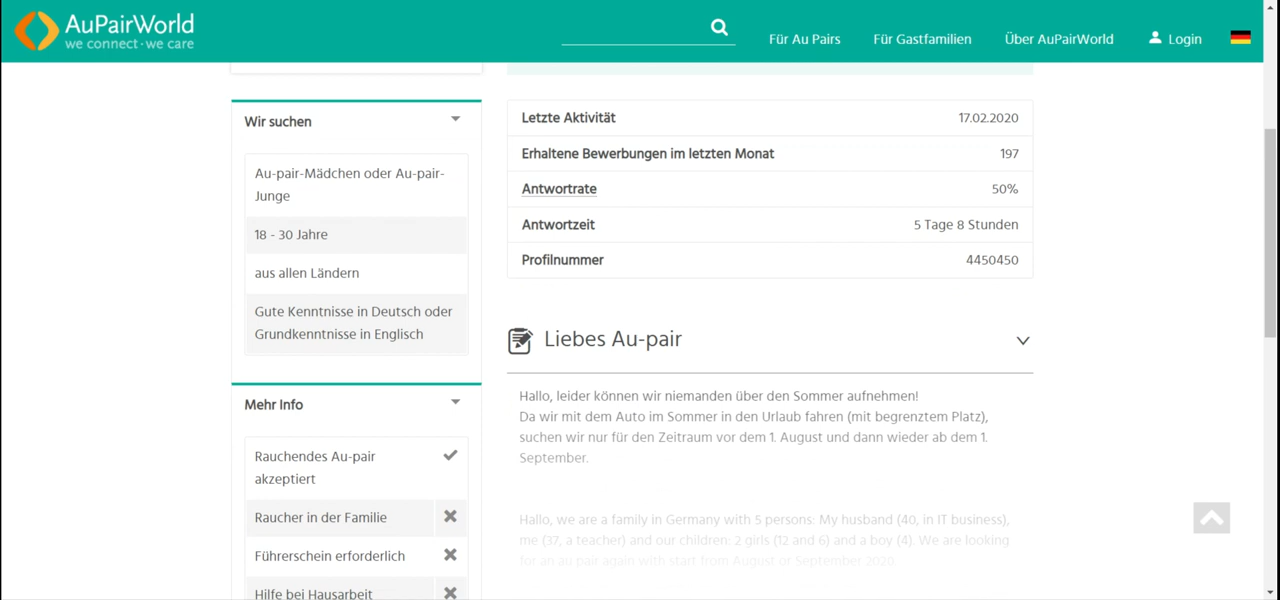 AuPairWorld
we connect · we care
Für Au Pairs
Für Gastfamilien
Über AuPairWorld
Login
Wir suchen
Au-pair-Mädchen oder Au-pair-
Junge
18 - 30 Jahre
aus allen Ländern
Gute Kenntnisse in Deutsch oder
Grundkenntnisse in Englisch
Mehr Info
Rauchendes Au-pair
akzeptiert
Raucher in der Familie
Führerschein erforderlich
Hilfe bei Hausarbeit
Letzte Aktivität 17.02.2020
Erhaltene Bewerbungen im letzten Monat 197
Antwortrate 50%
Antwortzeit 5 Tage 8 Stunden
Profilnummer 4450450
Liebes Au-pair
Hallo, leider können wir niemanden über den Sommer aufnehmen!
Da wir mit dem Auto im Sommer in den Urlaub fahren (mit begrenztem Platz),
suchen wir nur für den Zeitraum vor dem 1. August und dann wieder ab dem 1.
September.
Hallo, we are a family in Germany with 5 persons: My husband (40, in IT business),
me (37, a teacher) and our children: 2 girls (12 and 6) and a boy (4). We are looking
for an au pair again with start from August or September 2020.